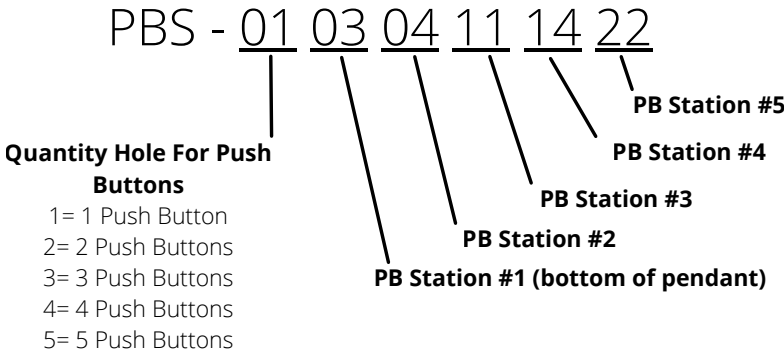 PBS - 01 03 04 11 14 22
PB Station #5
PB Station #4
PB Station #3
PB Station #2
PB Station #1 (bottom of pendant)
Quantity Hole For Push
Buttons
1= 1 Push Button
2= 2 Push Buttons
3= 3 Push Buttons
4= 4 Push Buttons
5= 5 Push Buttons